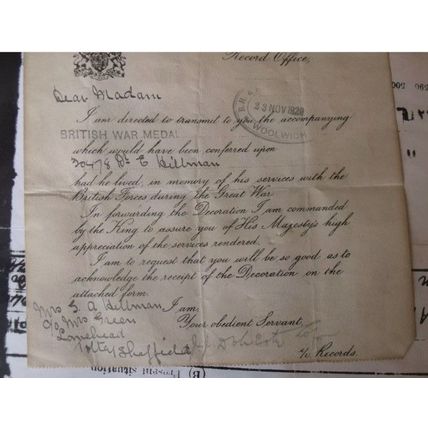 Record Office,
Dear Madam
23 NOV 1920
WOOLWICH
I am directed to transmit to you the accompanying
BRITISH WAR MEDAL
which would have been conferred upon
E Hillman
had he lived, in memory of his services with the
British Forces during the Great War.
In forwarding the Decoration I am commanded
by the King to assure you of His Majesty's high
appreciation of the services rendered.
I am to request that you will be so good as to
acknowledge the receipt of the Decoration on the
attached form.
I am,
Your obedient Servant,
Mrs S. A Hillman
C/o Mrs Green
Sheffield
Records.
(B) Present situation